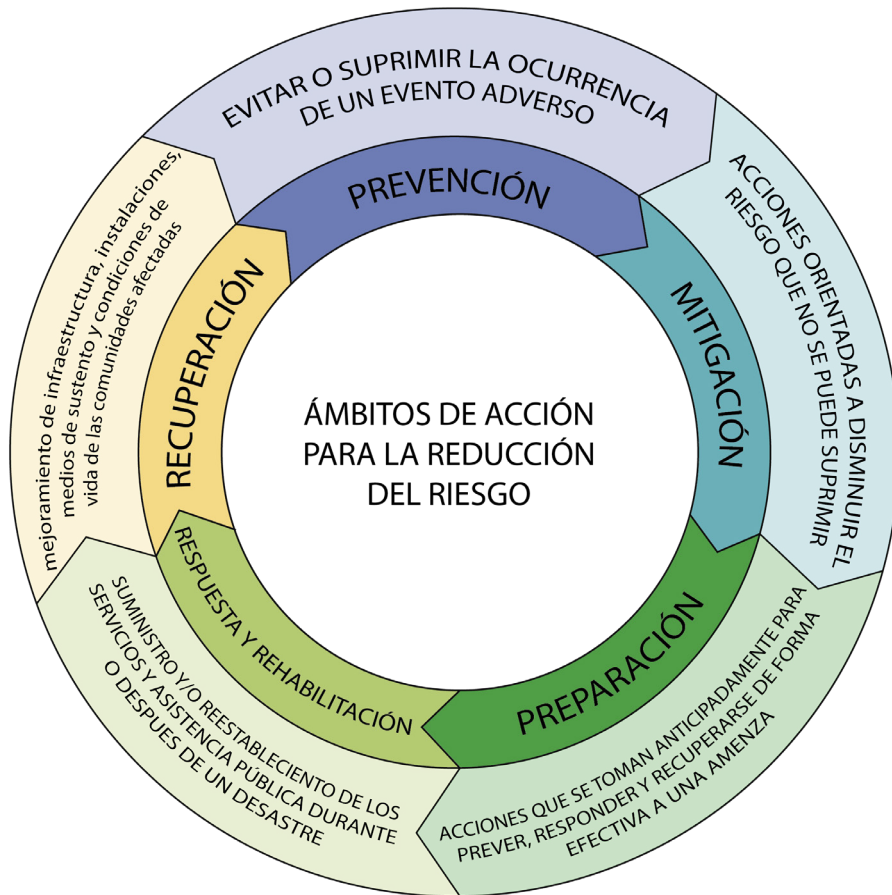 ÁMBITOS DE ACCIÓN
PARA LA REDUCCIÓN
DEL RIESGO
PREVENCIÓN
EVITAR O SUPRIMIR LA OCURRENCIA
DE UN EVENTO ADVERSO
MITIGACIÓN
ACCIONES ORIENTADAS A DISMINUIR EL
RIESGO QUE NO SE PUEDE SUPRIMIR
PREPARACIÓN
ACCIONES QUE SE TOMAN ANTICIPADAMENTE PARA
PREVER, RESPONDER Y RECUPERARSE DE FORMA
EFECTIVA A UNA AMENZA
RESPUESTA Y REHABILITACIÓN
SUMINISTRO Y/O REESTABLECIENTO DE LOS
SERVICIOS Y ASISTENCIA PÚBLICA DURANTE
O DESPUES DE UN DESASTRE
RECUPERACIÓN
mejoramiento de infraestructura, instalaciones,
medios de sustento y condiciones de
vida de las comunidades afectadas